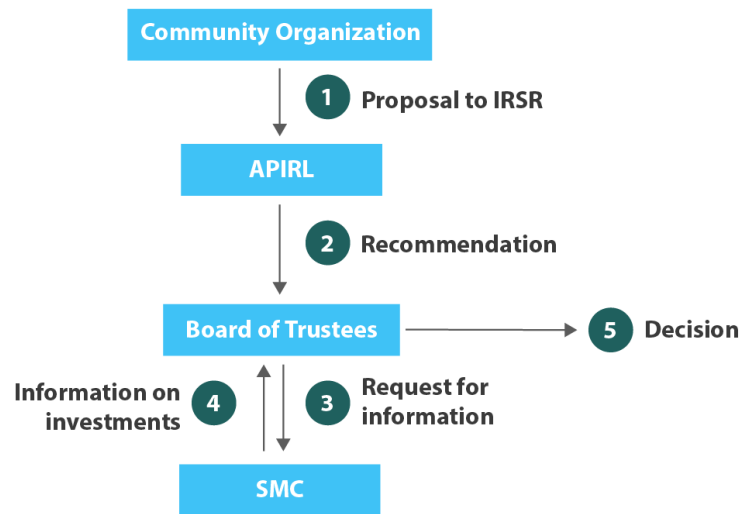 Community Organization
1
Proposal to IRSR
APIRL
2
Recommendation
Board of Trustees
5
Decision
Information on
investments
4
3
Request for
information
SMC